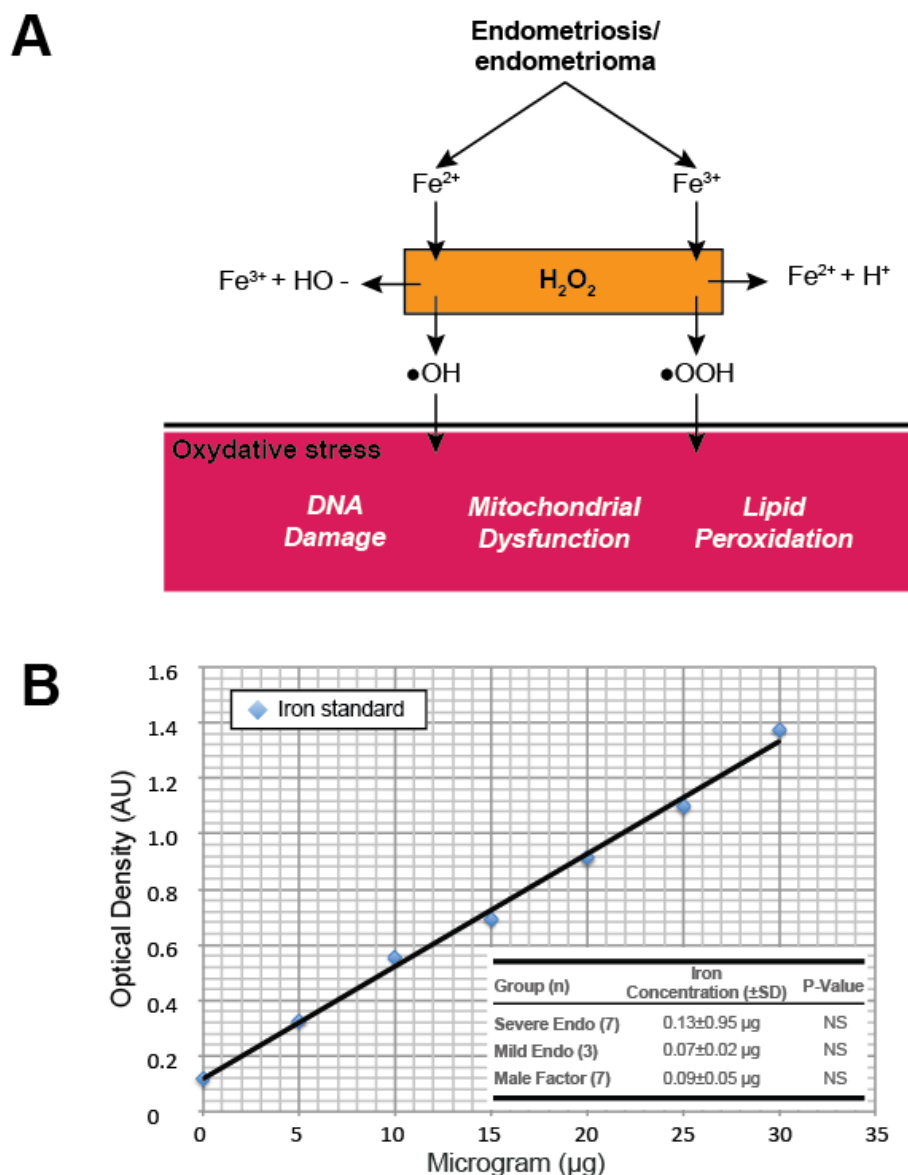 A
Endometriosis/
endometrioma
Fe²⁺ Fe³⁺
Fe³⁺ + HO - H₂O₂ Fe²⁺ + H⁺
●OH ●OOH
Oxydative stress
DNA Mitochondrial Lipid
Damage Dysfunction Peroxidation
B
Optical Density (AU)
1.6
1.4
1.2
1.0
0.8
0.6
0.4
0.2
0
Iron standard
Group (n) Iron Concentration (±SD) P-Value
Severe Endo (7) 0.13±0.95 µg NS
Mild Endo (3) 0.07±0.02 µg NS
Male Factor (7) 0.09±0.05 µg NS
0 5 10 15 20 25 30 35
Microgram (µg)